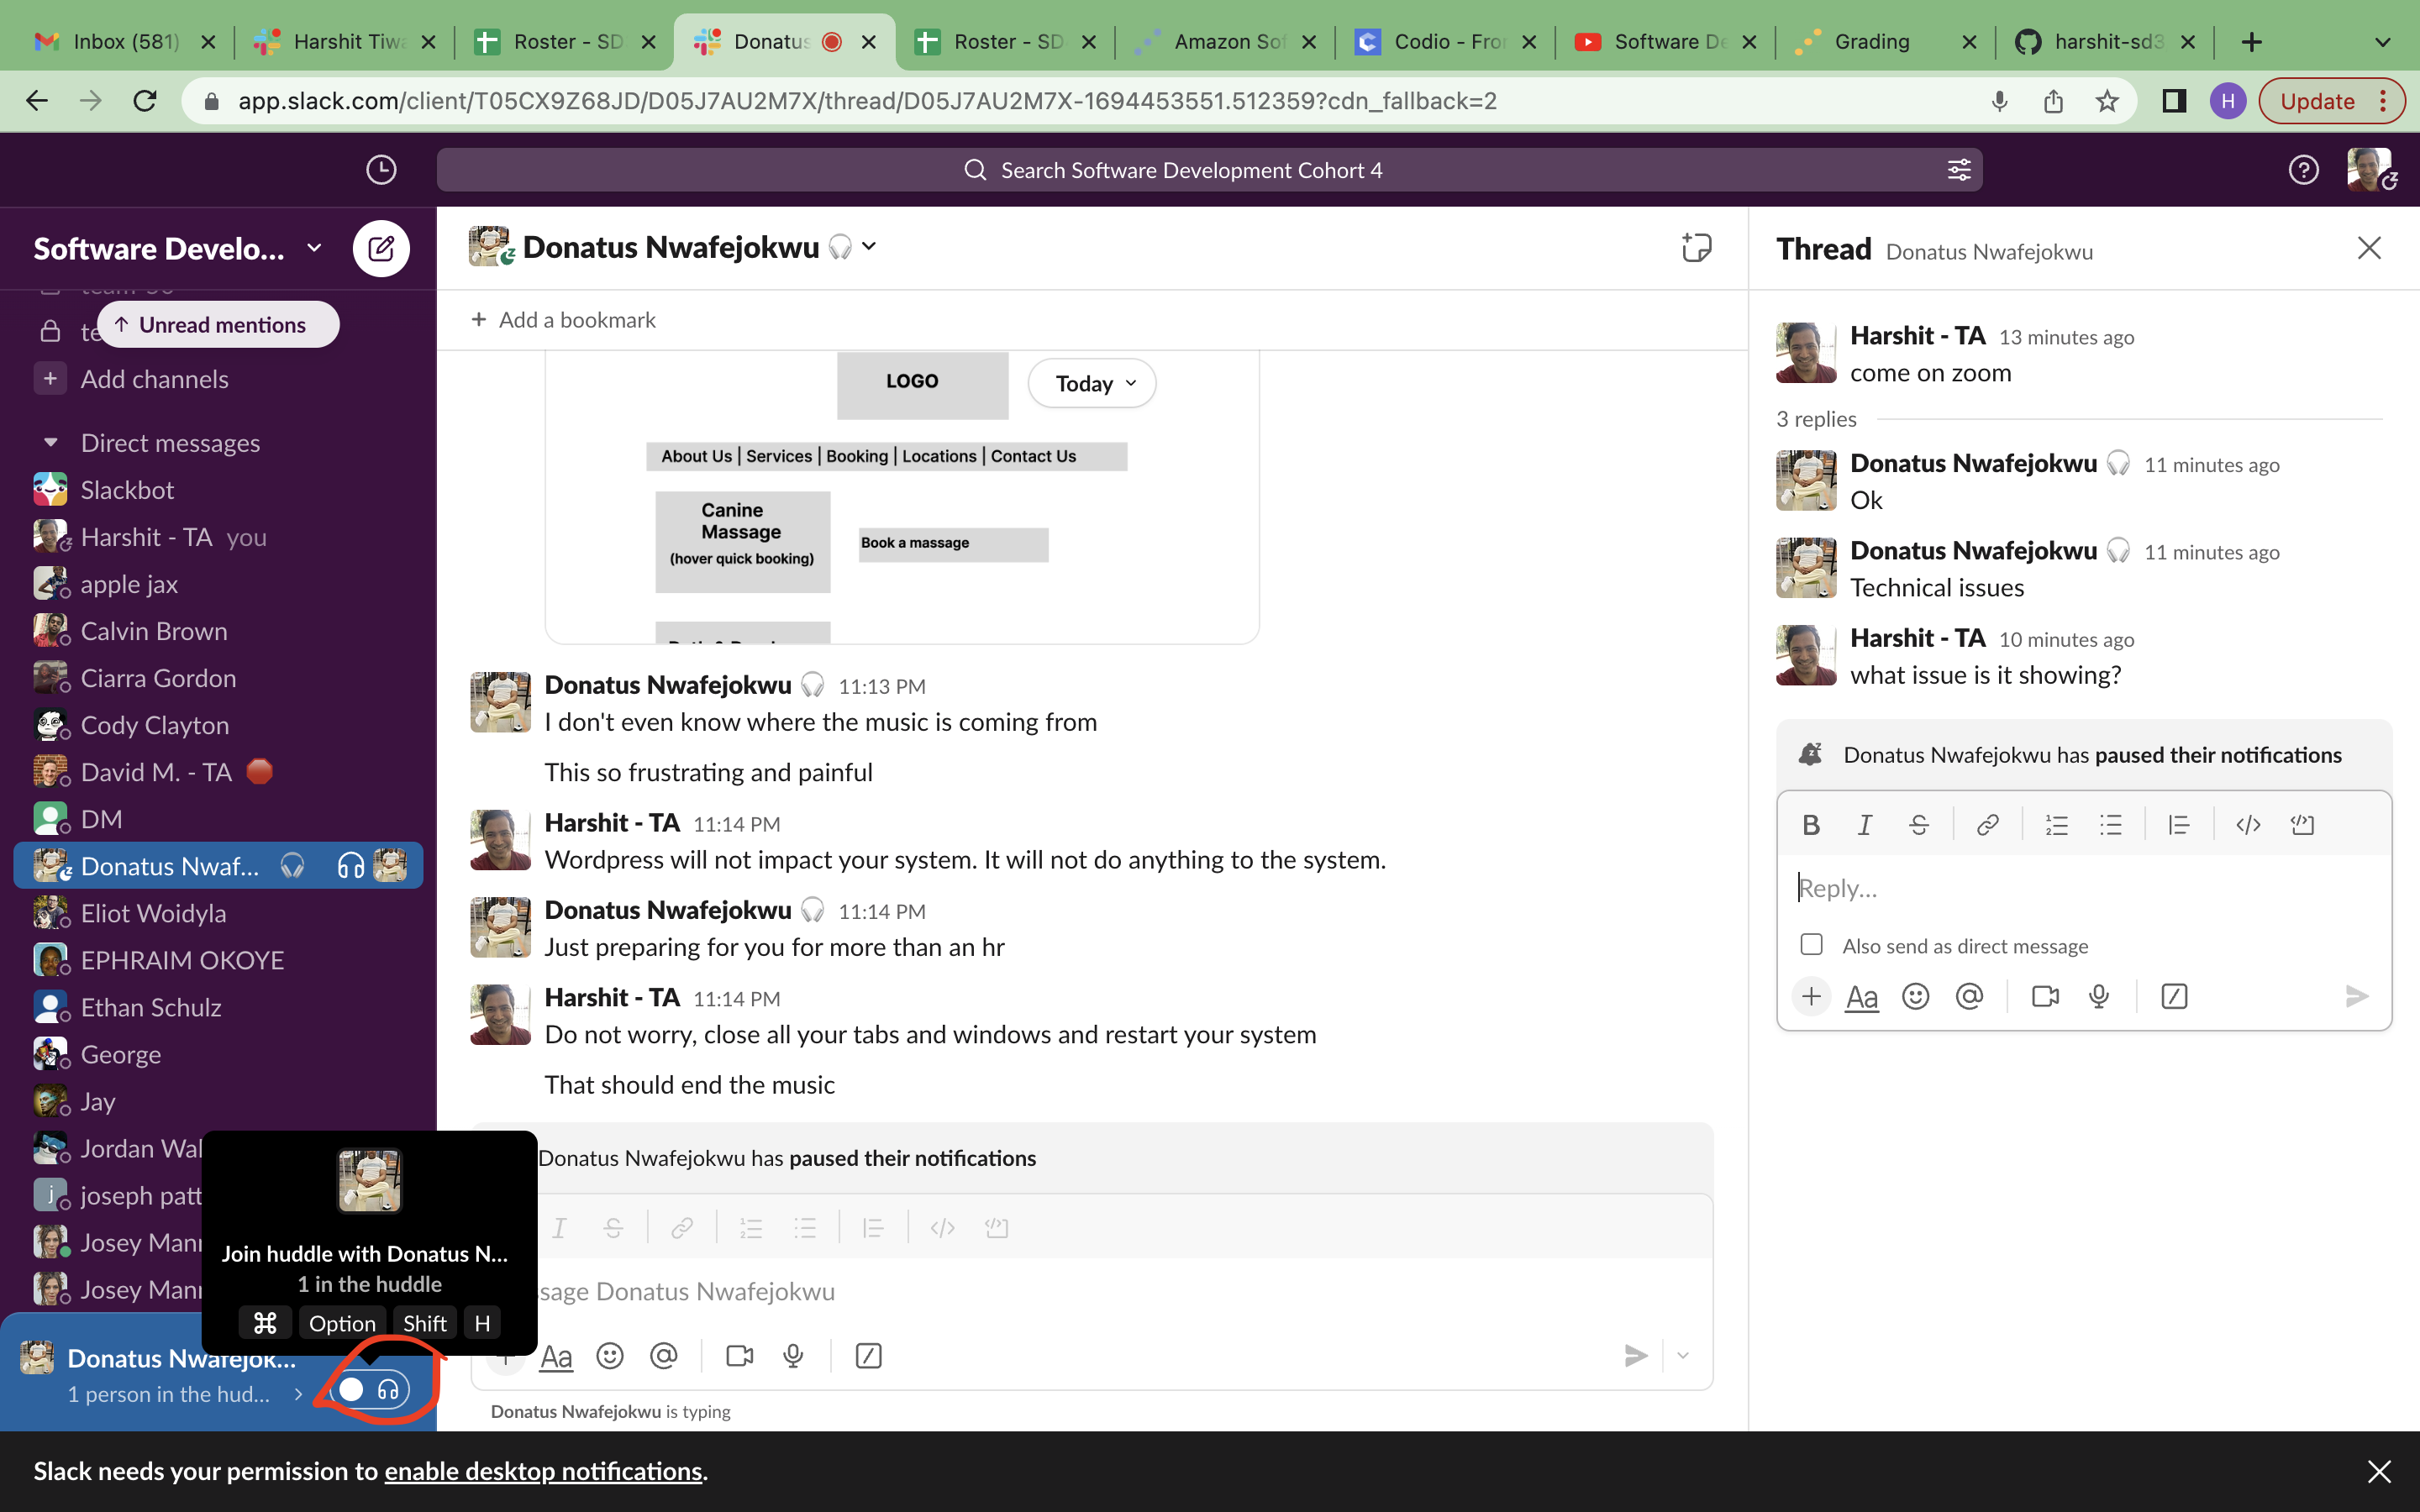 Inbox (581)
Harshit Tiwa
Roster - SD
Donatus
Roster - SD
Amazon Sof
Codio - Fron
Software De
Grading
harshit-sd3
app.slack.com/client/T05CX9Z68JD/D05J7AU2M7X/thread/D05J7AU2M7X-1694453551.512359?cdn_fallback=2
H
Update
Search Software Development Cohort 4
Software Develo...
Unread mentions
Add channels
Direct messages
Slackbot
Harshit - TA you
apple jax
Calvin Brown
Ciarra Gordon
Cody Clayton
David M. - TA
DM
Donatus Nwaf...
Eliot Woidyla
EPHRAIM OKOYE
Ethan Schulz
George
Jay
Jordan Wal
j joseph patt
Josey Manr
Josey Manr
Join huddle with Donatus N...
1 in the huddle
⌘ Option Shift H
Donatus Nwafejok...
1 person in the hud...
Donatus Nwafejokwu
Add a bookmark
LOGO
Today
About Us | Services | Booking | Locations | Contact Us
Canine
Massage
(hover quick booking)
Book a massage
Donatus Nwafejokwu 11:13 PM
I don't even know where the music is coming from
This so frustrating and painful
Harshit - TA 11:14 PM
Wordpress will not impact your system. It will not do anything to the system.
Donatus Nwafejokwu 11:14 PM
Just preparing for you for more than an hr
Harshit - TA 11:14 PM
Do not worry, close all your tabs and windows and restart your system
That should end the music
Donatus Nwafejokwu has paused their notifications
sage Donatus Nwafejokwu
Aa
Donatus Nwafejokwu is typing
Thread Donatus Nwafejokwu
Harshit - TA 13 minutes ago
come on zoom
3 replies
Donatus Nwafejokwu 11 minutes ago
Ok
Donatus Nwafejokwu 11 minutes ago
Technical issues
Harshit - TA 10 minutes ago
what issue is it showing?
Donatus Nwafejokwu has paused their notifications
B I S
Reply...
Also send as direct message
Aa
Slack needs your permission to enable desktop notifications.